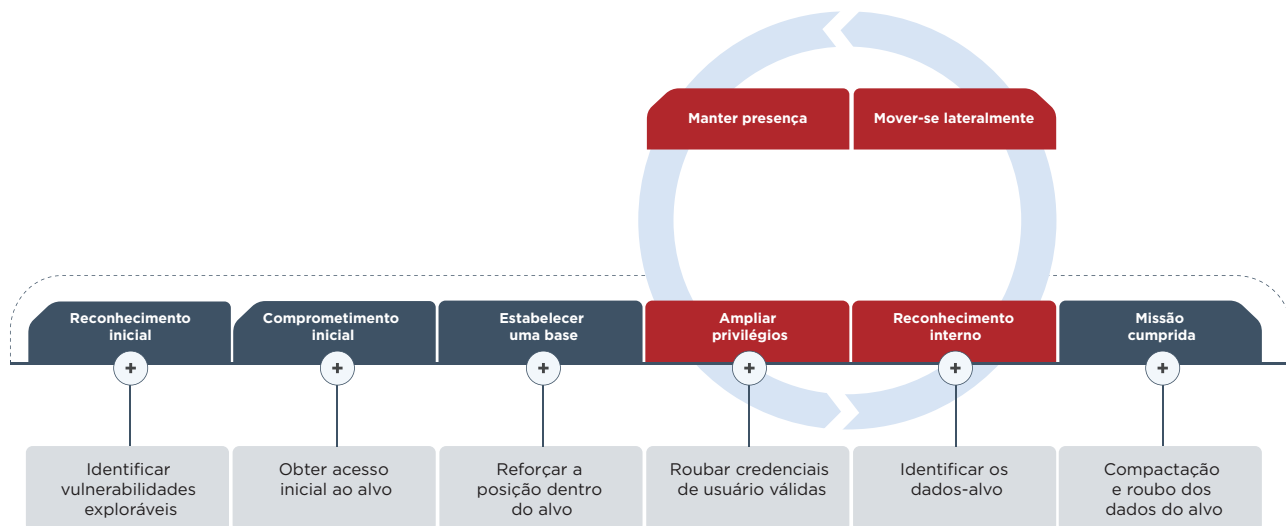 Manter presença
Mover-se lateralmente
Reconhecimento
inicial
Comprometimento
inicial
Estabelecer
uma base
Ampliar
privilégios
Reconhecimento
interno
Missão
cumprida
+
+
+
+
+
+
Identificar
vulnerabilidades
exploráveis
Obter acesso
inicial ao alvo
Reforçar a
posição dentro
do alvo
Roubar credenciais
de usuário válidas
Identificar os
dados-alvo
Compactação
e roubo dos
dados do alvo